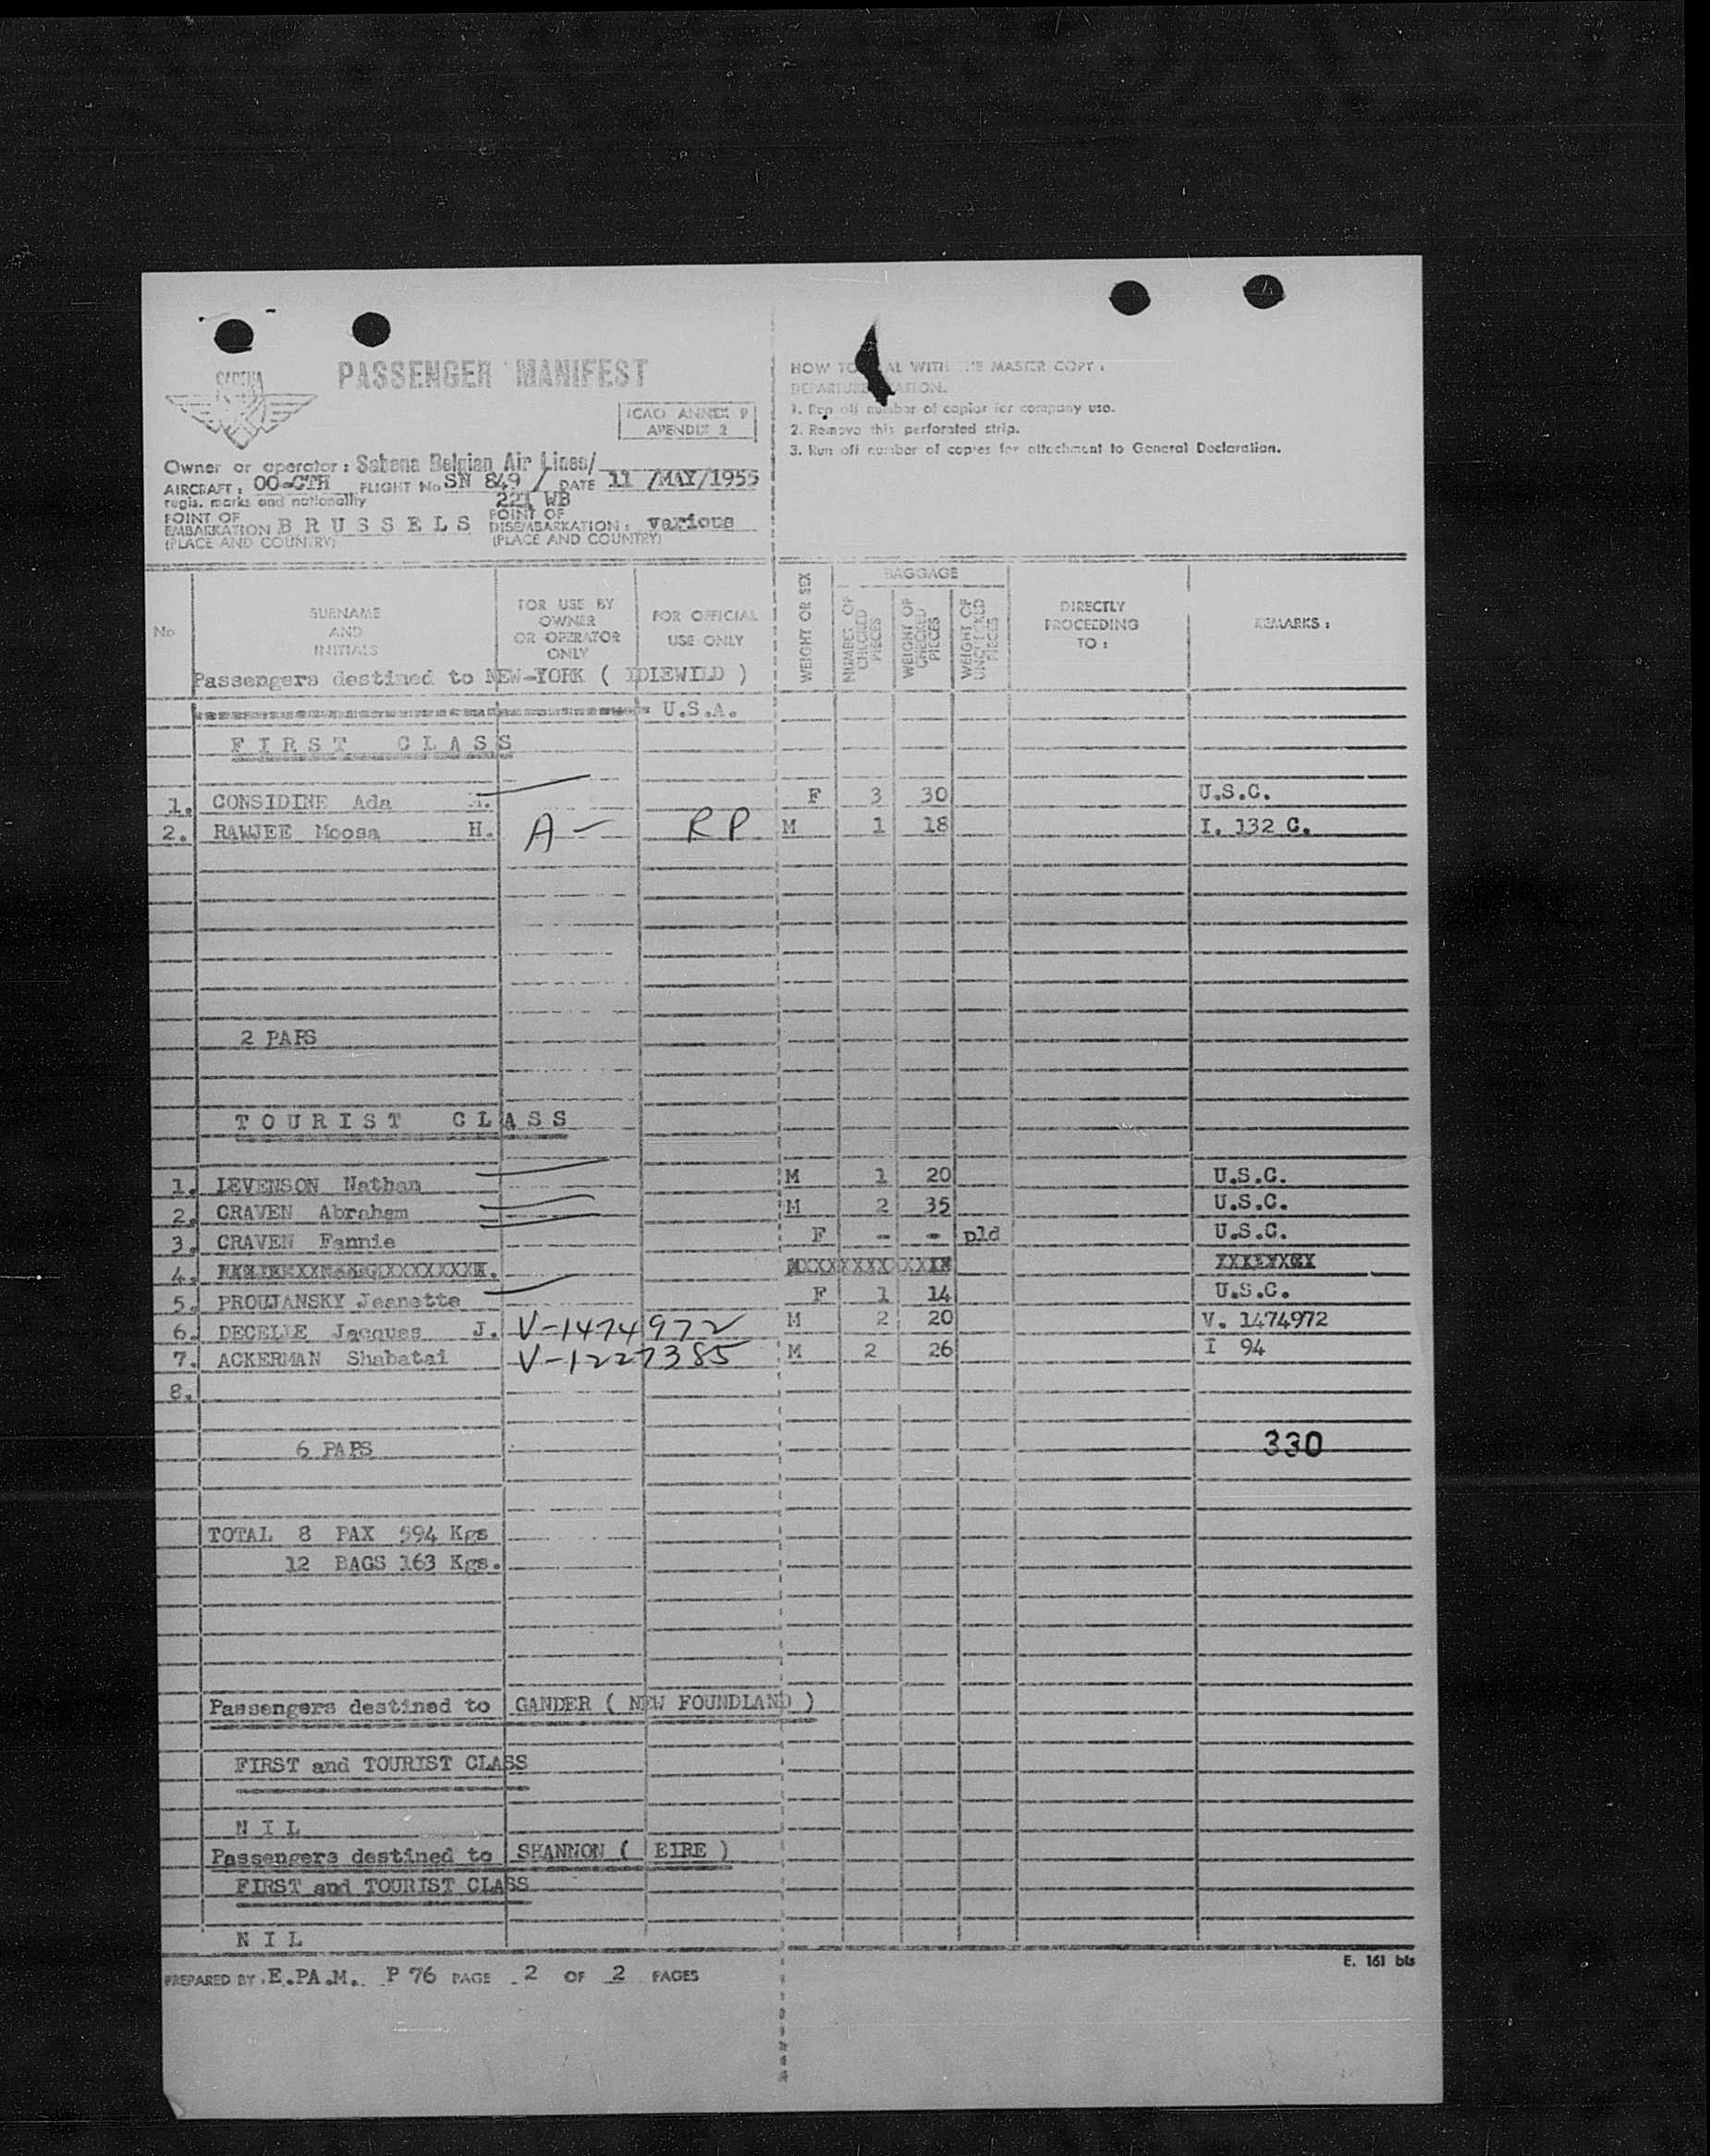 SABENA
PASSENGER MANIFEST
ICAO ANNEX 9
APENDIX 2
Owner or operator : Sabena Belgian Air Lines/
AIRCRAFT : OO-CTH FLIGHT No SN 849 / DATE 11 /MAY/1955
regis. marks and nationality 221 WB
POINT OF EMBARKATION B R U S S E L S POINT OF DISEMBARKATION : various
(PLACE AND COUNTRY) (PLACE AND COUNTRY)
HOW TO AL WITH THE MASTER COPY :
DEPARTURE STATION.
1. Run off number of copies for company use.
2. Remove this perforated strip.
3. Run off number of copies for attachment to General Declaration.
No SURNAME AND INITIALS FOR USE BY OWNER OR OPERATOR ONLY FOR OFFICIAL USE ONLY WEIGHT OR SEX BAGGAGE NUMBER OF CHECKED PIECES WEIGHT OF CHECKED PIECES WEIGHT OF UNCHECKED PIECES DIRECTLY PROCEEDING TO : REMARKS :
Passengers destined to NEW-YORK ( IDLEWILD )
U.S.A.
F I R S T C L A S S
1. CONSIDINE Ada F 3 30 U.S.C.
2. RAWJEE Moosa H. A- RP M 1 18 I. 132 C.
2 PAPS
T O U R I S T C L A S S
1. LEVENSON Nathan M 1 20 U.S.C.
2. CRAVEN Abraham M 2 35 U.S.C.
3. CRAVEN Fannie F - - pld U.S.C.
4.
5. PROUJANSKY Jeanette F 1 14 U.S.C.
6. DECELLE Jacques J. V-1474972 M 2 20 V. 1474972
7. ACKERMAN Shabatai V-1227385 M 2 26 I 94
8.
6 PAPS 330
TOTAL 8 PAX 594 Kgs
12 BAGS 163 Kgs.
Passengers destined to GANDER ( NEW FOUNDLAND )
FIRST and TOURIST CLASS
N I L
Passengers destined to SHANNON ( EIRE )
FIRST and TOURIST CLASS
N I L
PREPARED BY : E.PA.M. P 76 PAGE 2 OF 2 PAGES
E. 161 bis